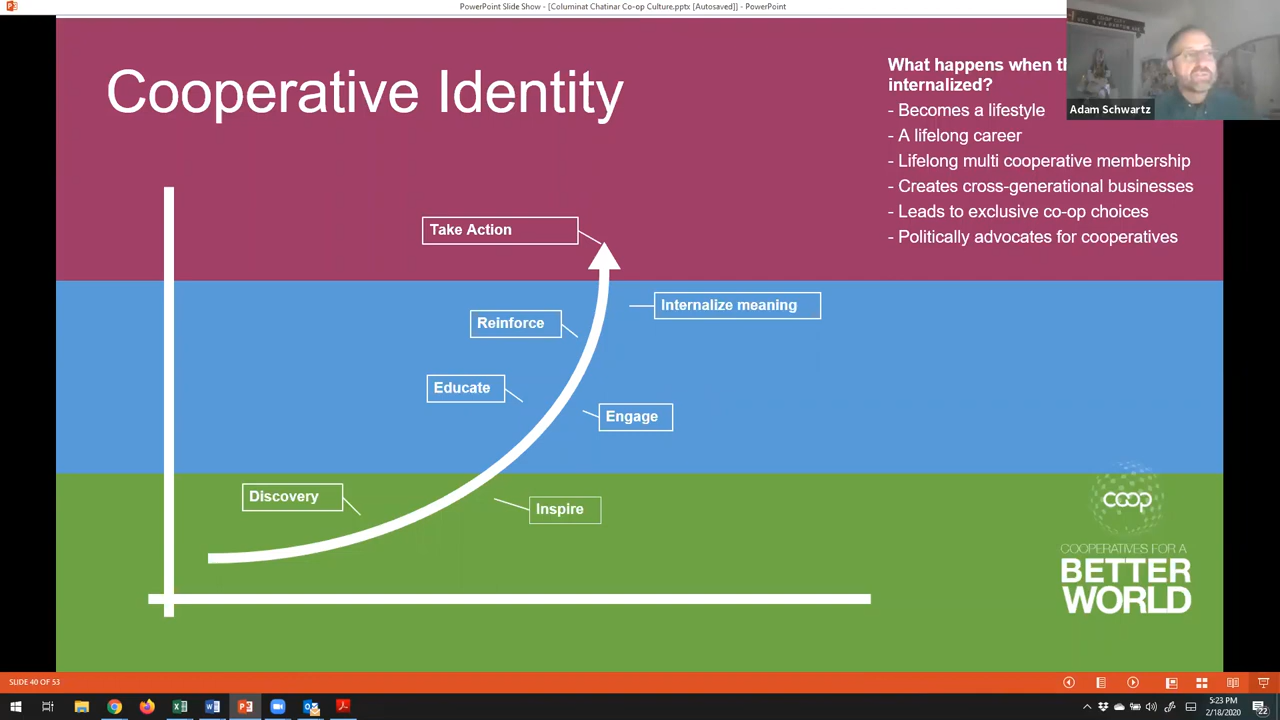 PowerPoint Slide Show - [Columinat Chatinar Co-op Culture.pptx [Autosaved]] - PowerPoint
Cooperative Identity
What happens when th
internalized?
- Becomes a lifestyle
- A lifelong career
- Lifelong multi cooperative membership
- Creates cross-generational businesses
- Leads to exclusive co-op choices
- Politically advocates for cooperatives
Adam Schwartz
Take Action
Internalize meaning
Reinforce
Educate
Engage
Discovery
Inspire
coop
COOPERATIVES FOR A
BETTER
WORLD
SLIDE 40 OF 53
5:23 PM
2/18/2020
22